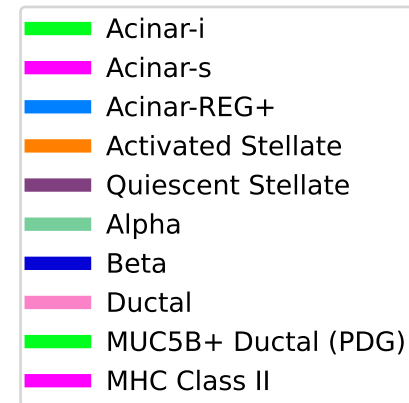 Acinar-i
Acinar-s
Acinar-REG+
Activated Stellate
Quiescent Stellate
Alpha
Beta
Ductal
MUC5B+ Ductal (PDG)
MHC Class II